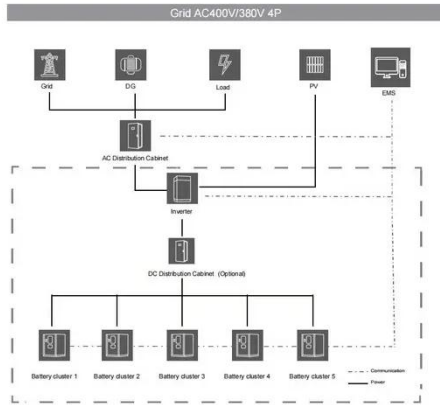 Grid AC400V/380V 4P
Grid
DG
Load
PV
EMS
AC Distribution Cabinet
Inverter
DC Distribution Cabinet (Optional)
Battery cluster 1
Battery cluster 2
Battery cluster 3
Battery cluster 4
Battery cluster 5
Communication
Power